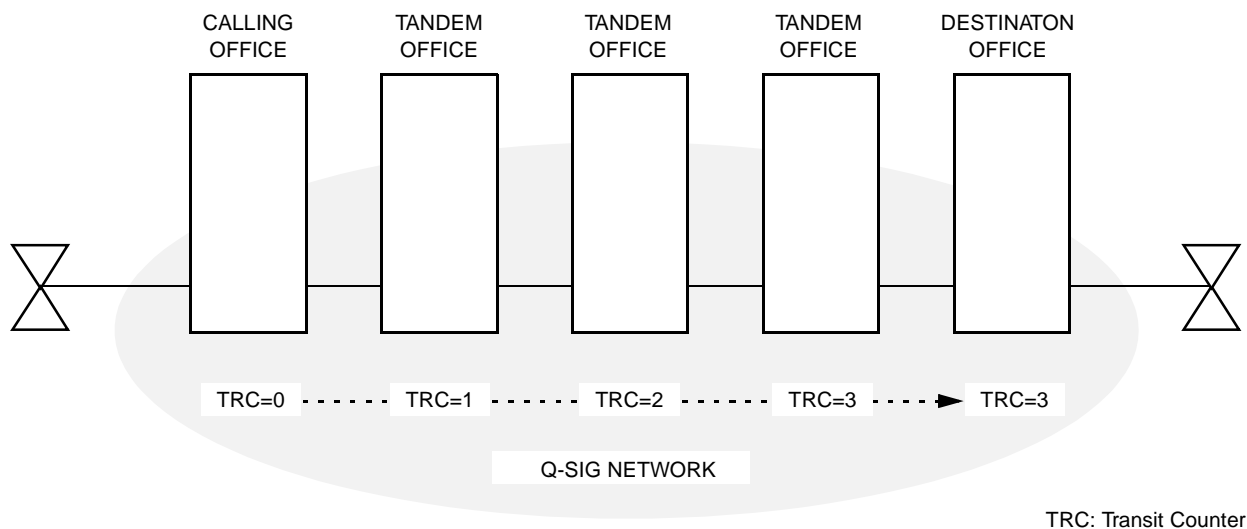 CALLING
OFFICE
TANDEM
OFFICE
TANDEM
OFFICE
TANDEM
OFFICE
DESTINATON
OFFICE
TRC=0
TRC=1
TRC=2
TRC=3
TRC=3
Q-SIG NETWORK
TRC: Transit Counter